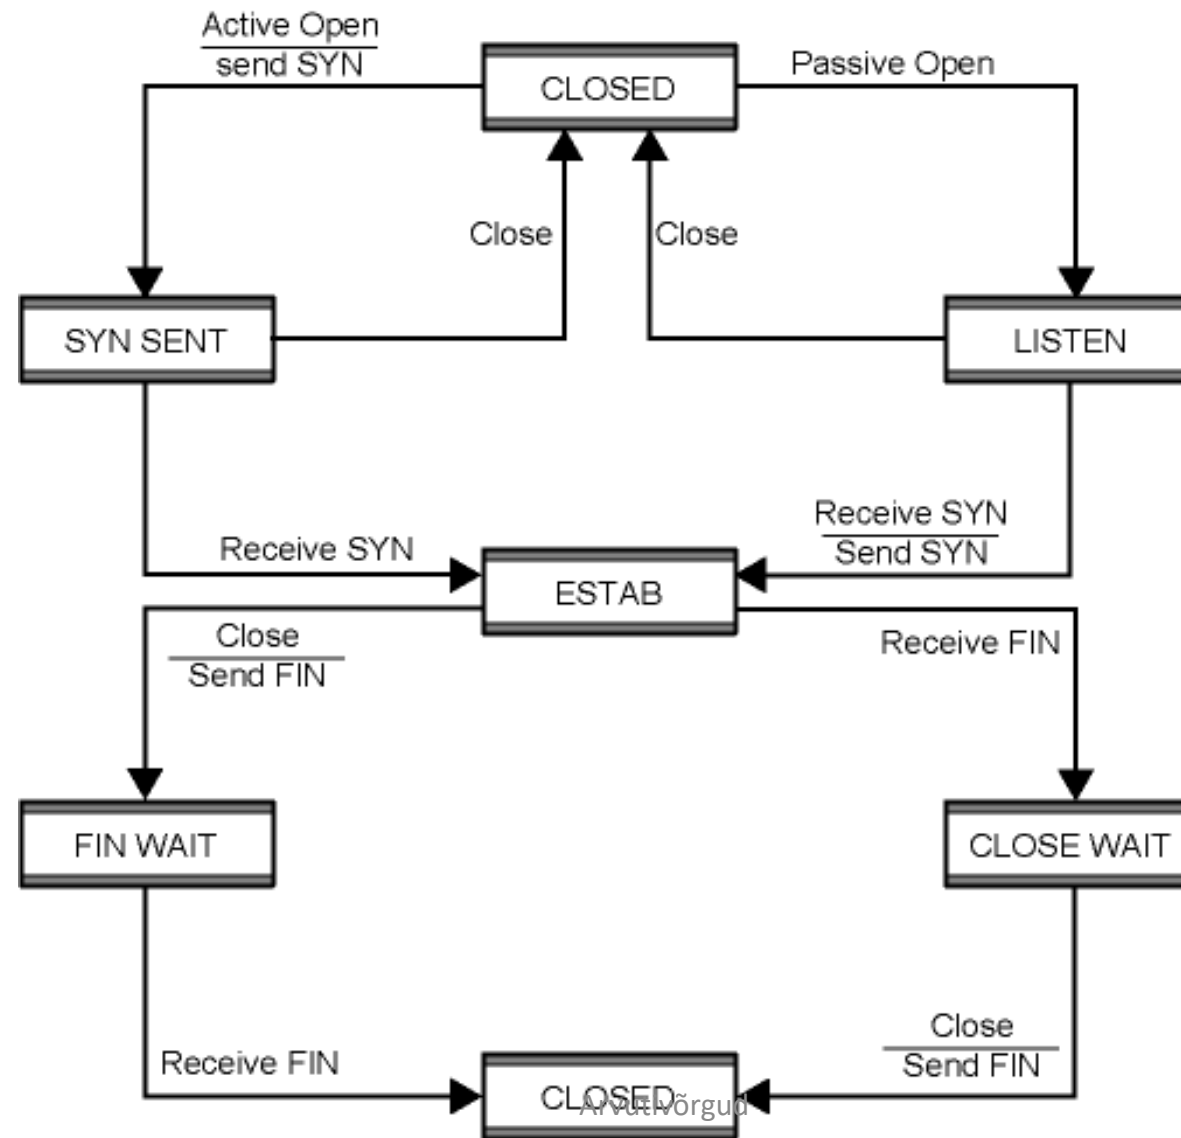 Active Open
send SYN
CLOSED
Passive Open
Close
Close
SYN SENT
LISTEN
Receive SYN
Receive SYN
Send SYN
ESTAB
Close
Send FIN
Receive FIN
FIN WAIT
CLOSE WAIT
Receive FIN
Close
Send FIN
CLOSED
Arvutivõrgud